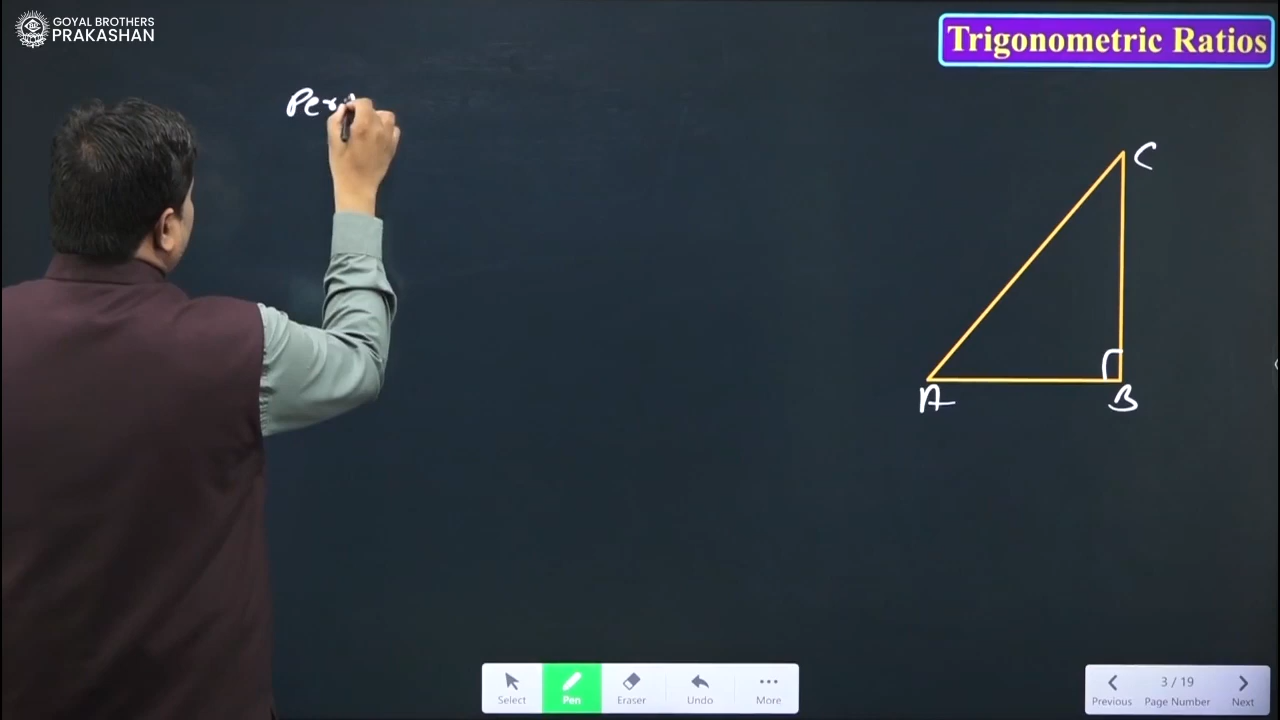 GOYAL BROTHERS
PRAKASHAN
Trigonometric Ratios
C
A
B
Select
Pen
Eraser
Undo
More
3 / 19
Previous
Page Number
Next